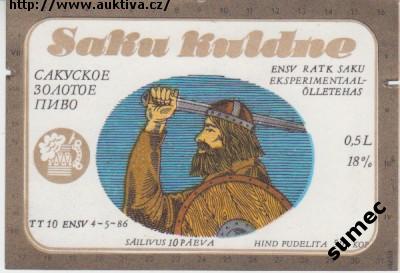 http://www.auktiva.cz/
Saku Kuldne
САКУСКОЕ
ЗОЛОТОЕ
ПИВО
ENSV RATK SAKU
EKSPERIMENTAAL-
ÕLLETEHAS
0,5 L
18%
TT 10 ENSV 4-5-86
SÄILIVUS 10 PÄEVA
HIND PUDELITA KOP
sumec